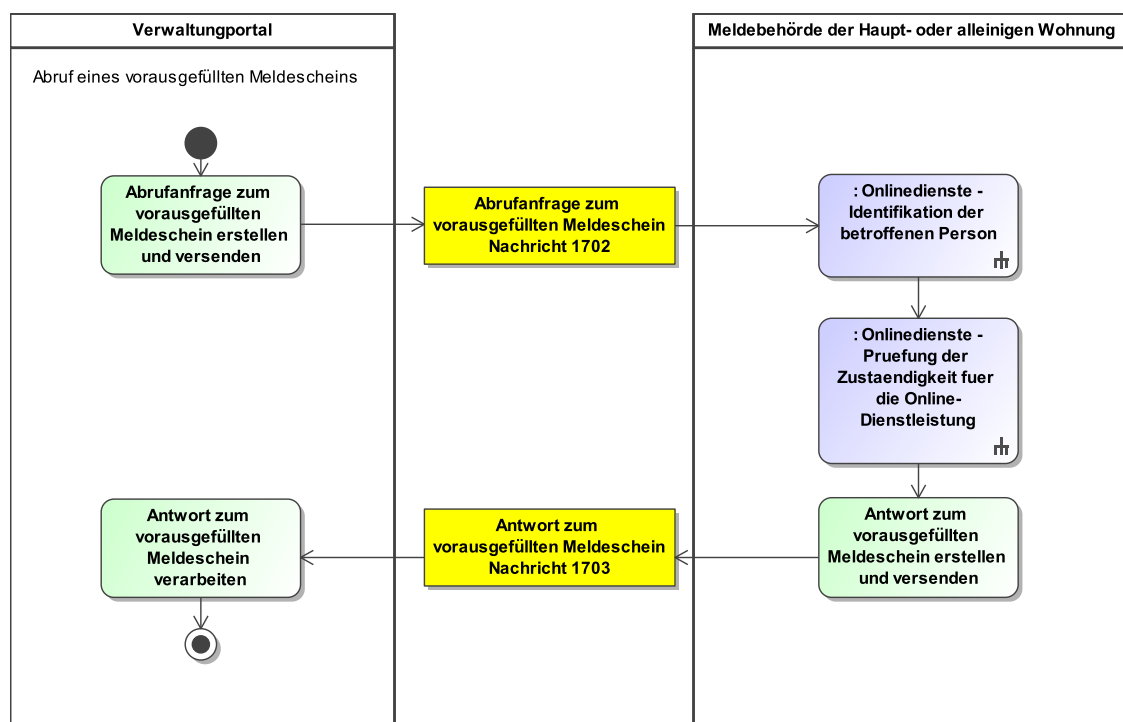 Verwaltungportal
Meldebehörde der Haupt- oder alleinigen Wohnung
Abruf eines vorausgefüllten Meldescheins
Abrufanfrage zum
vorausgefüllten
Meldeschein erstellen
und versenden
Abrufanfrage zum
vorausgefüllten Meldeschein
Nachricht 1702
: Onlinedienste -
Identifikation der
betroffenen Person
: Onlinedienste -
Pruefung der
Zustaendigkeit fuer
die Online-
Dienstleistung
Antwort zum
vorausgefüllten
Meldeschein erstellen
und versenden
Antwort zum
vorausgefüllten Meldeschein
Nachricht 1703
Antwort zum
vorausgefüllten
Meldeschein
verarbeiten